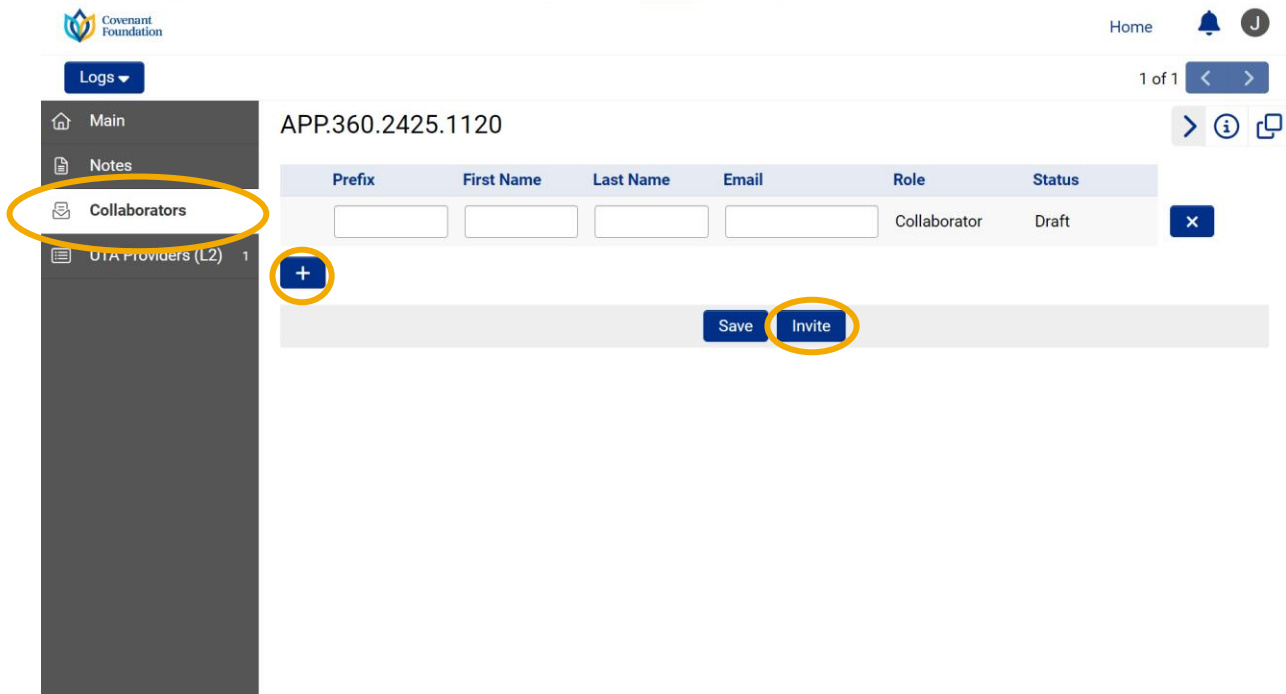 Covenant
Foundation
Home
J
Logs
1 of 1
Main
APP.360.2425.1120
Notes
Prefix First Name Last Name Email Role Status
Collaborators
Collaborator Draft
UTA Providers (L2) 1
Save Invite